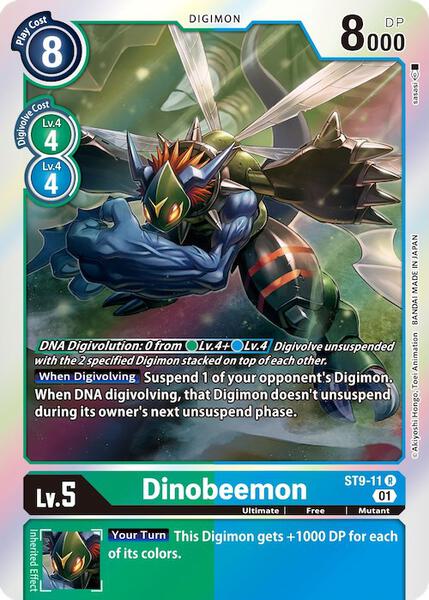 Play Cost
8
DIGIMON
8000
DP
Digivolve Cost
Lv.4
4
Lv.4
4
sasasi
DNA Digivolution: 0 from Lv.4+ Lv.4 Digivolve unsuspended
with the 2 specified Digimon stacked on top of each other.
When Digivolving Suspend 1 of your opponent's Digimon.
When DNA digivolving, that Digimon doesn't unsuspend
during its owner's next unsuspend phase.
©Akiyoshi Hongo, Toei Animation BANDAI MADE IN JAPAN
Lv.5
Dinobeemon
ST9-11 R
01
Ultimate | Free | Mutant
Inherited Effect
Your Turn This Digimon gets +1000 DP for each
of its colors.